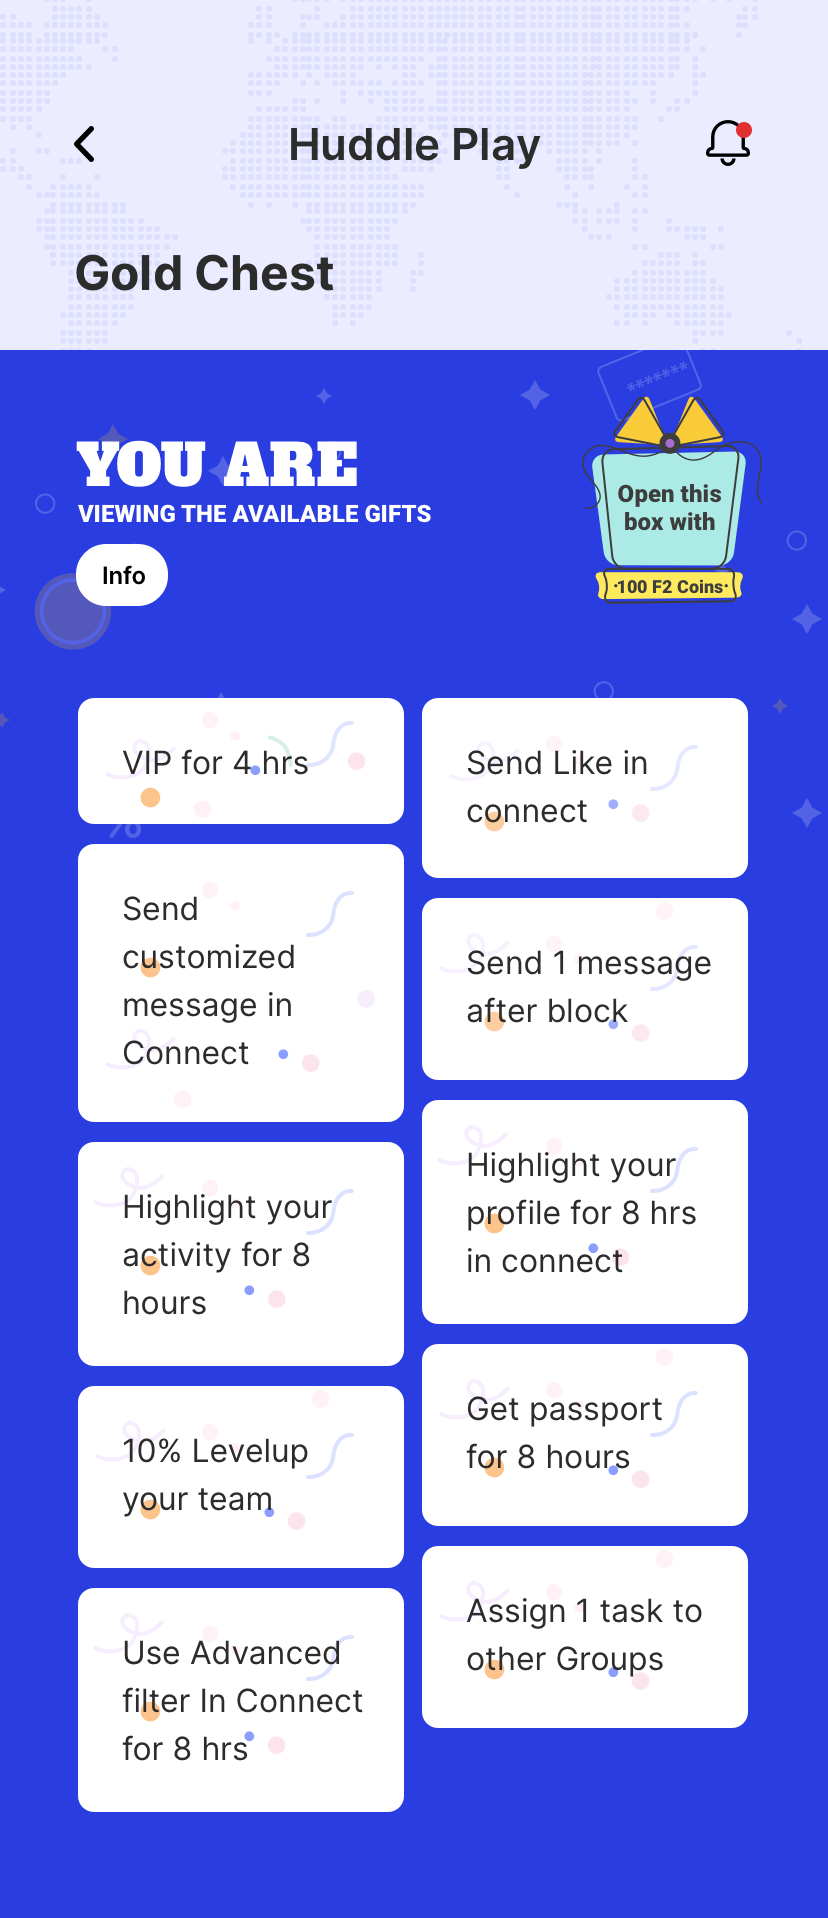 Huddle Play
Gold Chest
*******
YOU ARE
VIEWING THE AVAILABLE GIFTS
Info
Open this
box with
·100 F2 Coins·
VIP for 4 hrs
Send Like in
connect
Send
customized
message in
Connect
Send 1 message
after block
Highlight your
activity for 8
hours
Highlight your
profile for 8 hrs
in connect
10% Levelup
your team
Get passport
for 8 hours
Use Advanced
filter In Connect
for 8 hrs
Assign 1 task to
other Groups
%